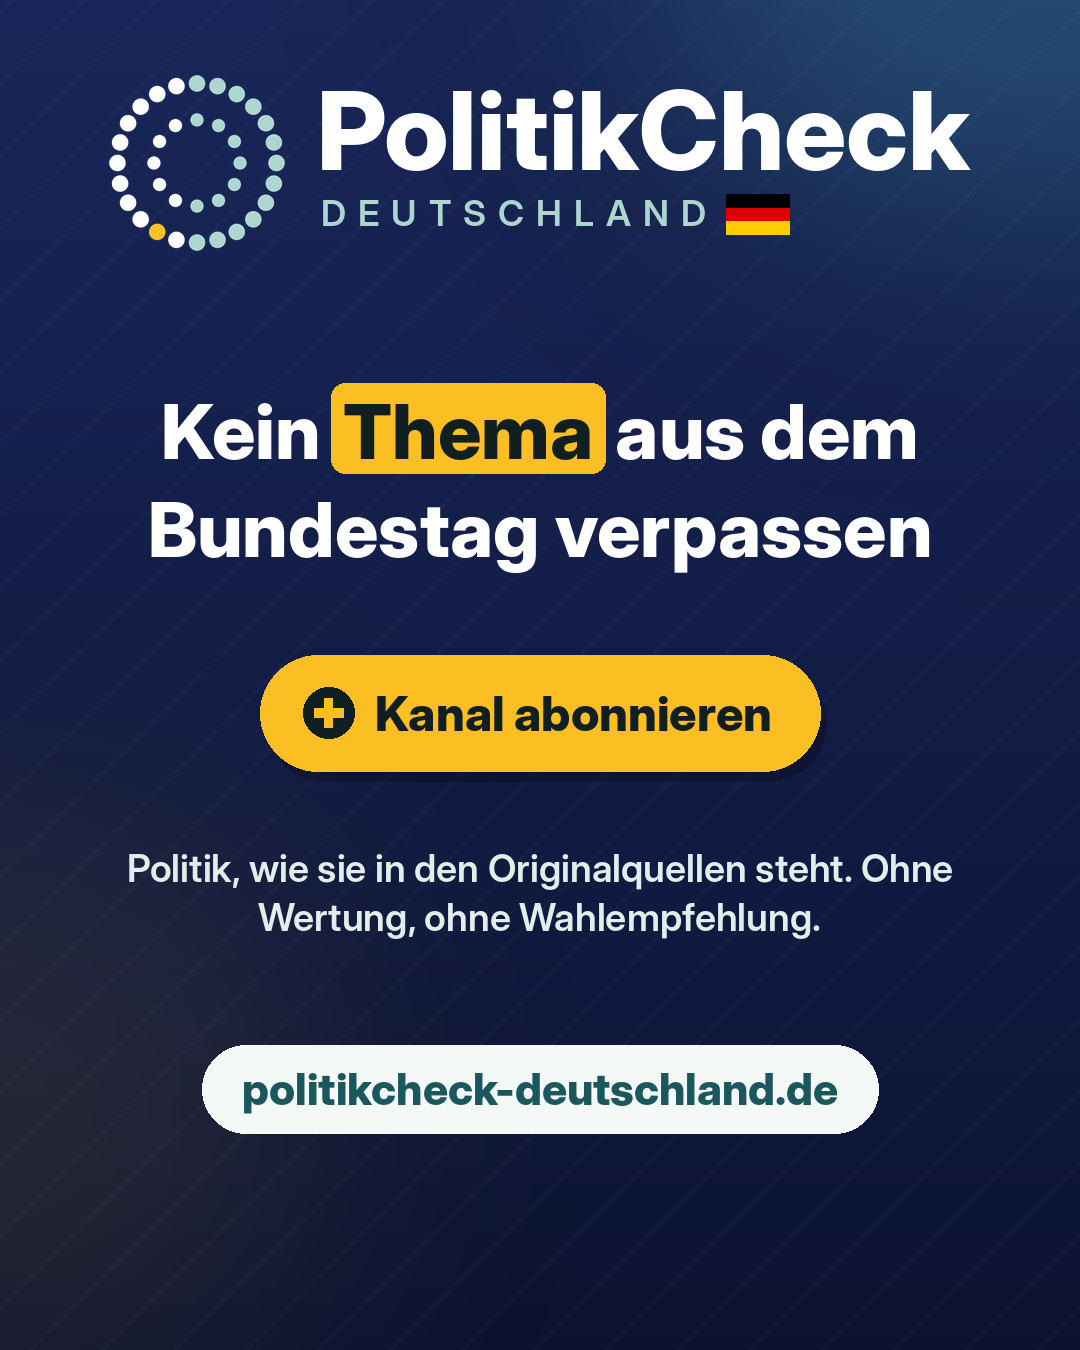 PolitikCheck
DEUTSCHLAND
Kein Thema aus dem
Bundestag verpassen
Kanal abonnieren
Politik, wie sie in den Originalquellen steht. Ohne
Wertung, ohne Wahlempfehlung.
politikcheck-deutschland.de